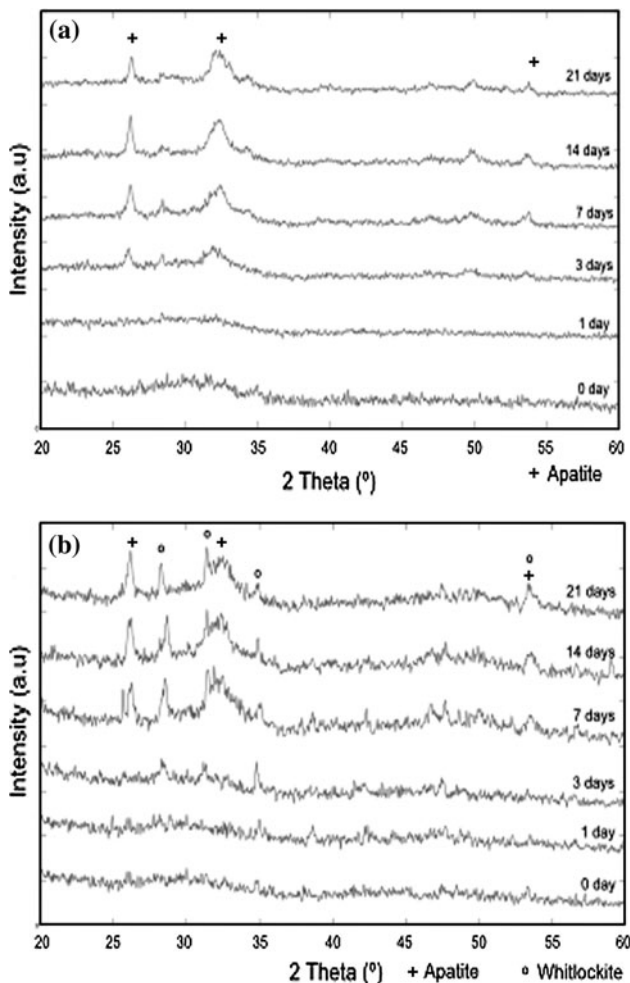 (a)
+ + +
21 days
14 days
7 days
3 days
1 day
0 day
Intensity (a.u)
20 25 30 35 40 45 50 55 60
2 Theta (º)
+ Apatite
(b)
+ o o + o o +
21 days
14 days
7 days
3 days
1 day
0 day
Intensity (a.u)
20 25 30 35 40 45 50 55 60
2 Theta (º) + Apatite o Whitlockite